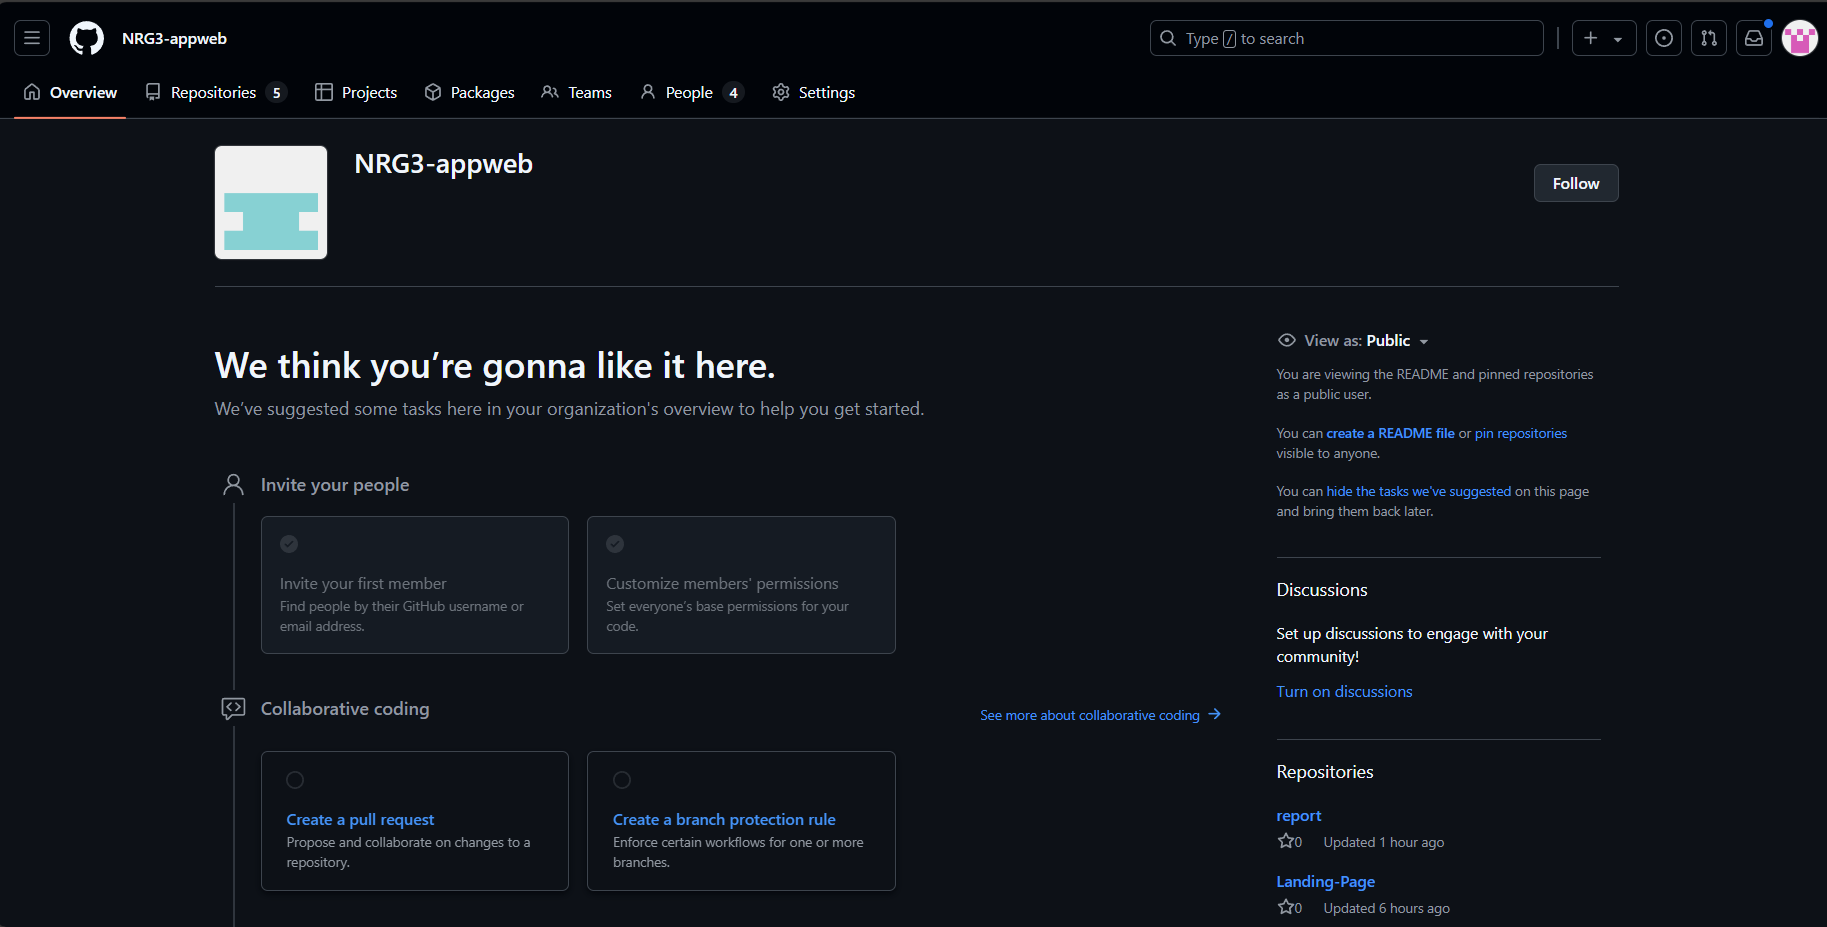 NRG3-appweb
Type / to search
Overview
Repositories 5
Projects
Packages
Teams
People 4
Settings
NRG3-appweb
Follow
We think you’re gonna like it here.
We’ve suggested some tasks here in your organization's overview to help you get started.
Invite your people
Invite your first member
Find people by their GitHub username or
email address.
Customize members' permissions
Set everyone’s base permissions for your
code.
Collaborative coding
See more about collaborative coding
Create a pull request
Propose and collaborate on changes to a
repository.
Create a branch protection rule
Enforce certain workflows for one or more
branches.
View as: Public
You are viewing the README and pinned repositories
as a public user.
You can create a README file or pin repositories
visible to anyone.
You can hide the tasks we've suggested on this page
and bring them back later.
Discussions
Set up discussions to engage with your
community!
Turn on discussions
Repositories
report
0 Updated 1 hour ago
Landing-Page
0 Updated 6 hours ago